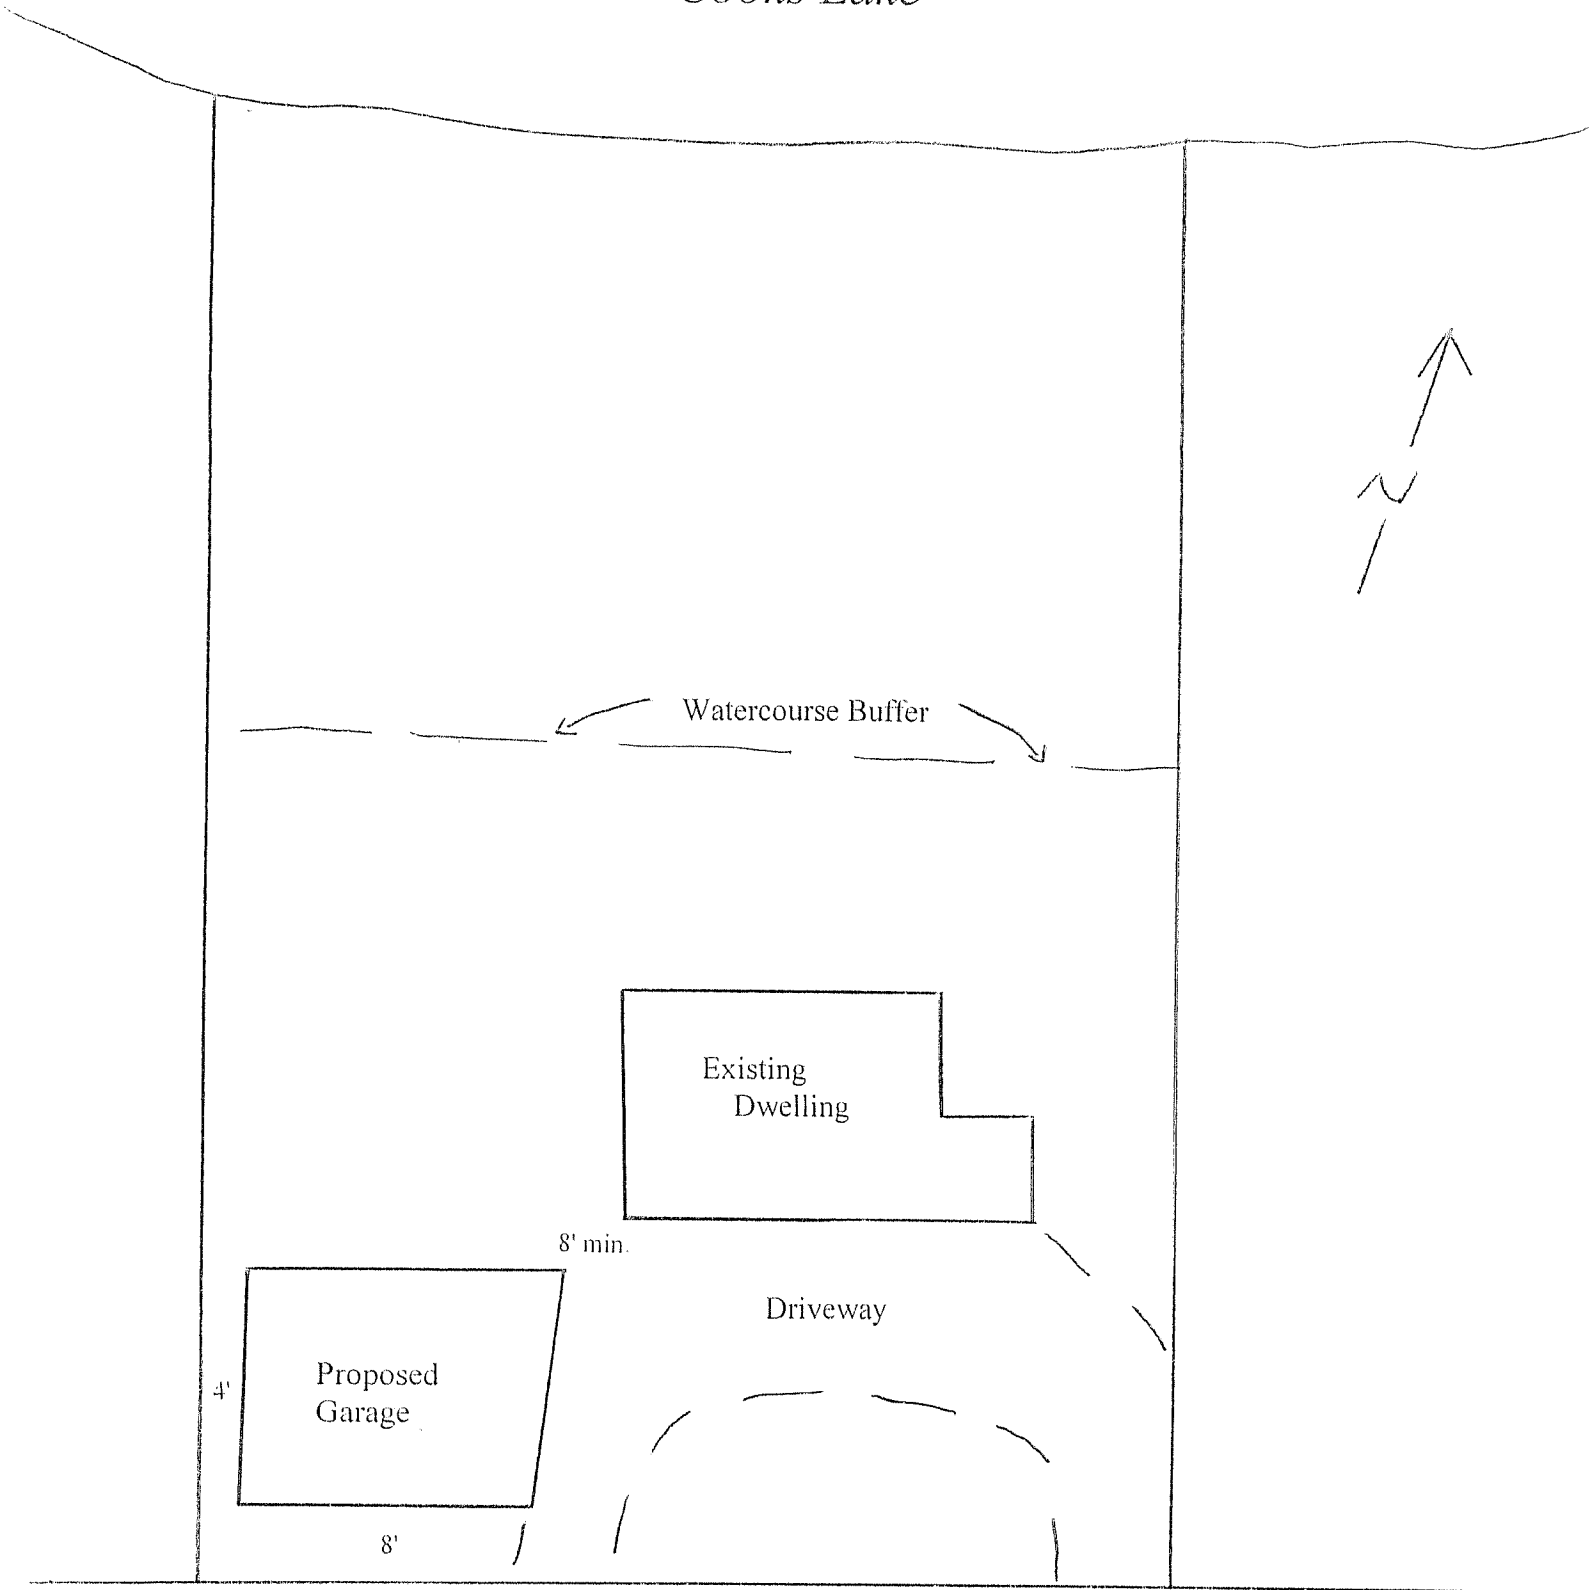 N
Watercourse Buffer
Existing
Dwelling
8' min.
Driveway
4'
Proposed
Garage
8'